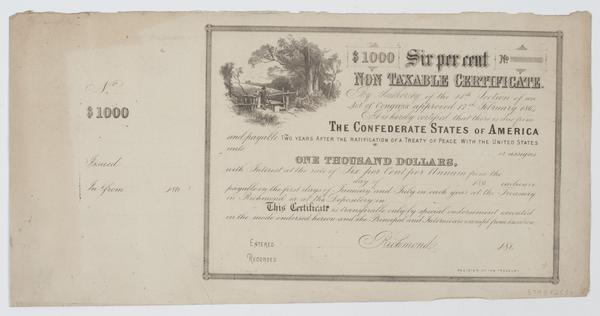 No
$1000
Issued
Int from 186
$1000 Six per cent No
NON TAXABLE CERTIFICATE.
By Authority of the 14th Section of an
Act of Congress approved 17th February 186
It is hereby certified that there is due from
THE CONFEDERATE STATES OF AMERICA
and payable TWO YEARS AFTER THE RATIFICATION OF A TREATY OF PEACE WITH THE UNITED STATES
unto or assigns
ONE THOUSAND DOLLARS,
with Interest at the rate of Six per Cent per Annum from the
day of 186 inclusive
payable on the first days of January and July in each year at the Treasury
in Richmond or at the Depository in
This Certificate is transferable only by special endorsement executed
in the mode endorsed hereon and the Principal and Interest are exempt from taxation
ENTERED
RECORDED
Richmond, 186
REGISTER OF THE TREASURY